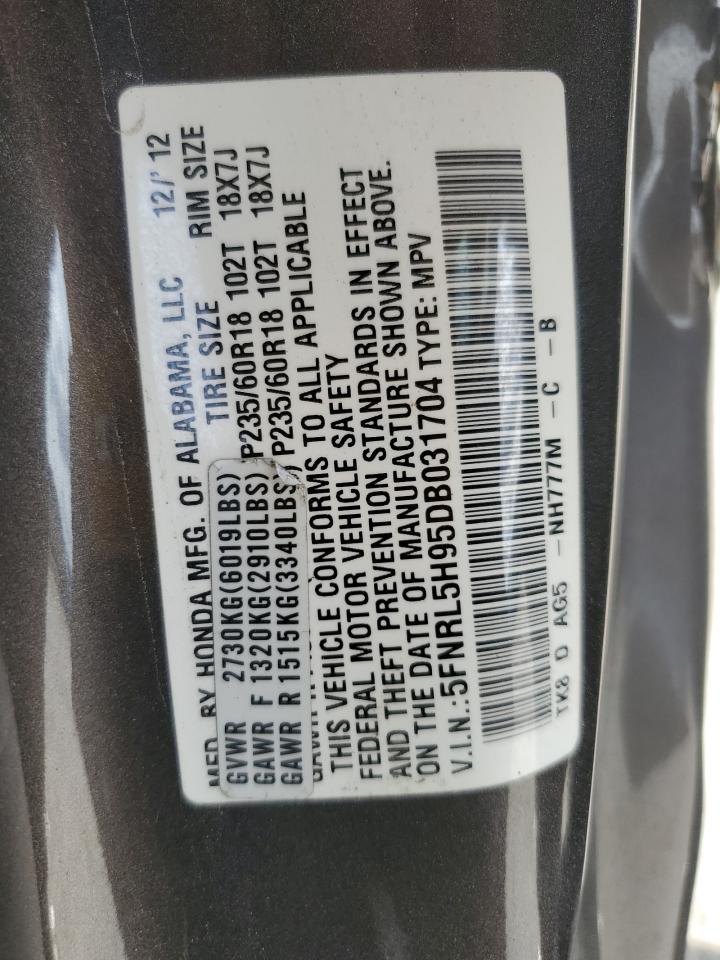 MFD. BY HONDA MFG. OF ALABAMA, LLC 12/'12
TIRE SIZE RIM SIZE
GVWR 2730KG(6019LBS)
GAWR F 1320KG(2910LBS) P235/60R18 102T 18X7J
GAWR R 1515KG(3340LBS) P235/60R18 102T 18X7J
THIS VEHICLE CONFORMS TO ALL APPLICABLE
FEDERAL MOTOR VEHICLE SAFETY
AND THEFT PREVENTION STANDARDS IN EFFECT
ON THE DATE OF MANUFACTURE SHOWN ABOVE.
V.I.N.:5FNRL5H95DB031704 TYPE: MPV
TK8 D AG5 -NH777M -C -B